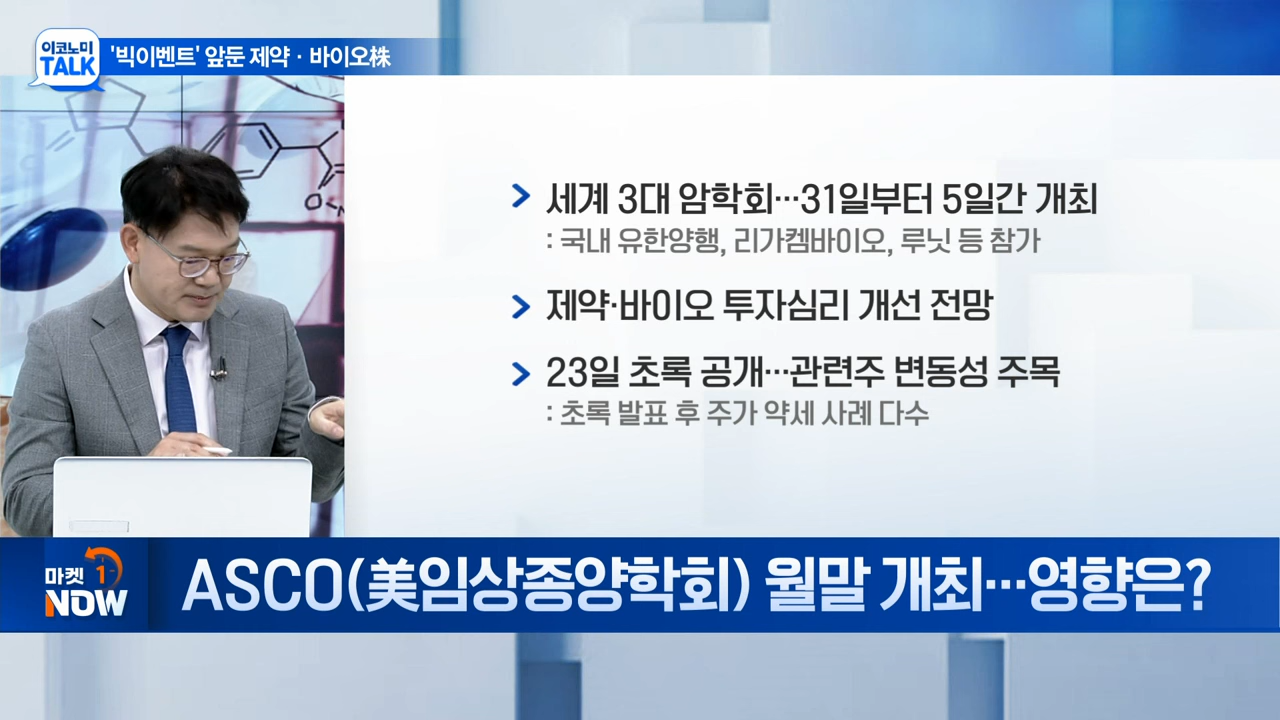 이코노미
TALK
'빅이벤트' 앞둔 제약·바이오株
세계 3대 암학회…31일부터 5일간 개최
: 국내 유한양행, 리가켐바이오, 루닛 등 참가
제약·바이오 투자심리 개선 전망
23일 초록 공개…관련주 변동성 주목
: 초록 발표 후 주가 약세 사례 다수
마켓 1
NOW
ASCO(美임상종양학회) 월말 개최…영향은?